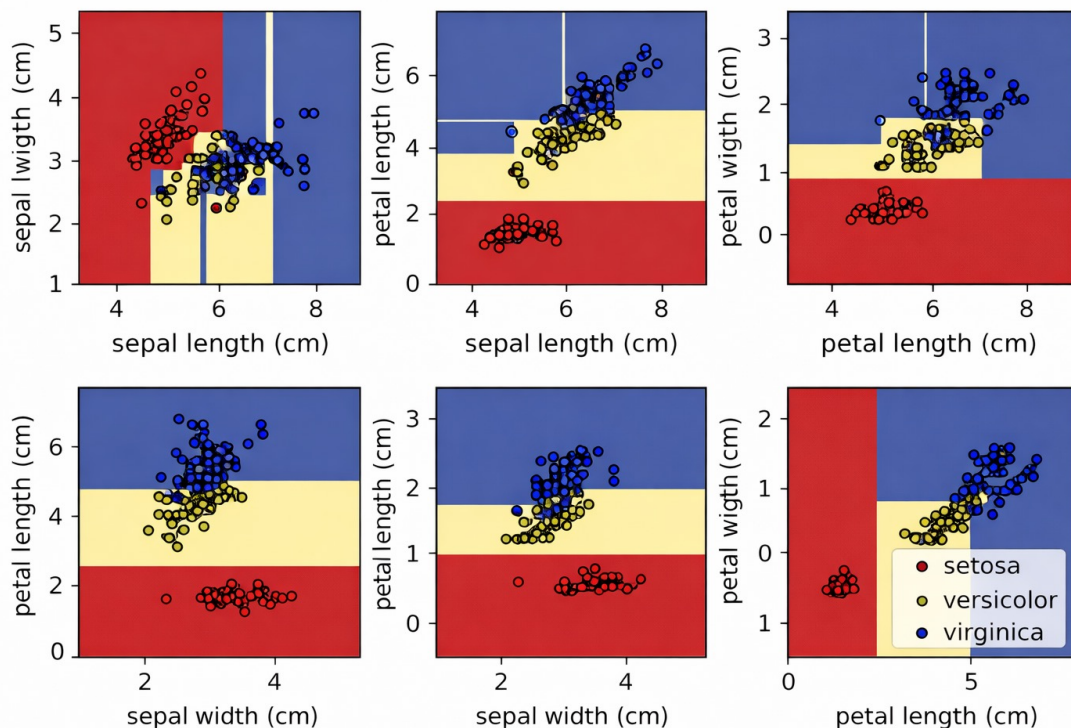 5
4
3
2
1
sepal lwigth (cm)
4
6
8
sepal length (cm)
6
4
2
0
petal length (cm)
4
6
8
sepal length (cm)
3
2
1
0
petal wigth (cm)
4
6
8
petal length (cm)
6
4
2
0
petal length (cm)
2
4
sepal width (cm)
3
2
1
0
petal length (cm)
2
4
sepal width (cm)
2
1
0
1
petal wigth (cm)
0
5
petal length (cm)
setosa
versicolor
virginica